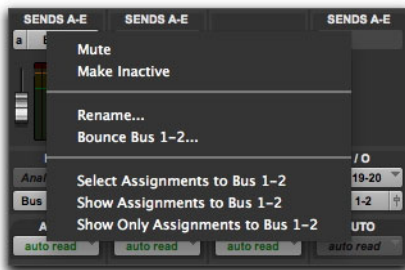 SENDS A-E SENDS A-E SENDS A-E
a
Mute
Make Inactive
Rename...
Bounce Bus 1-2...
/ O
Select Assignments to Bus 1-2 19-20
Bus Show Assignments to Bus 1-2 1-2
Show Only Assignments to Bus 1-2 UTO
auto read auto read auto read auto read